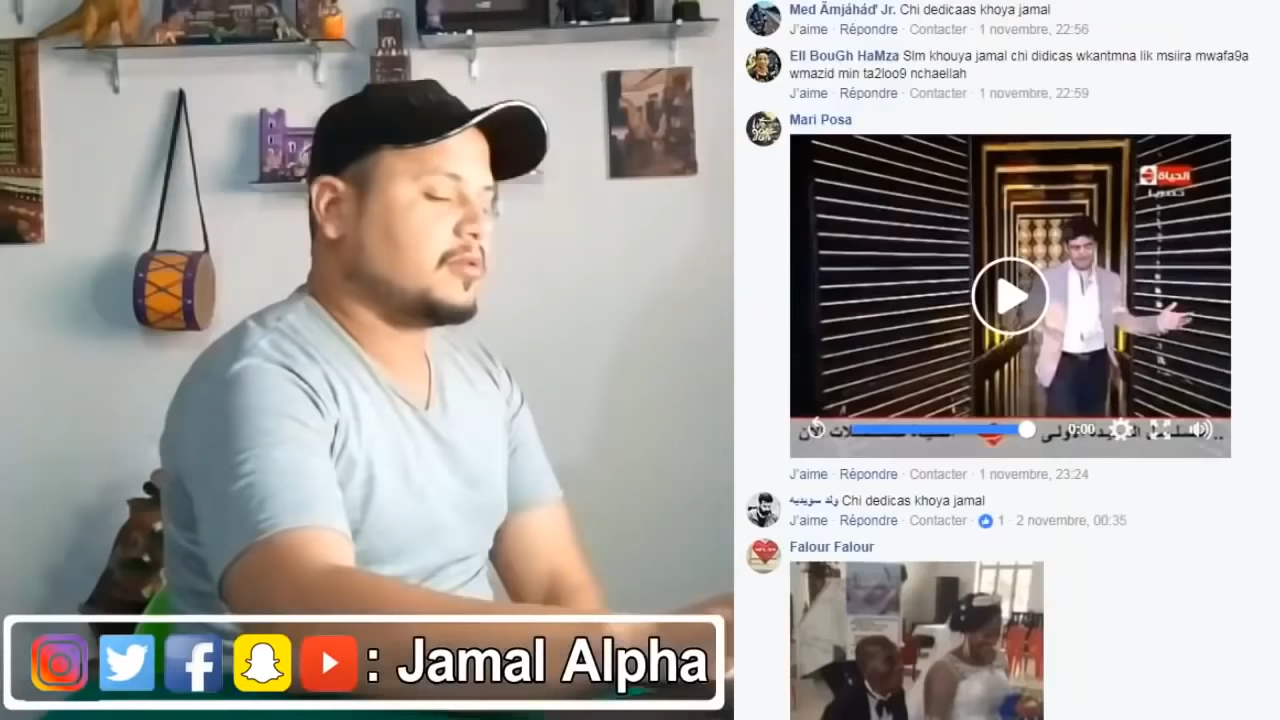 Med Ãmjáháď Jr. Chi dedicaas khoya jamal
J'aime · Répondre · Contacter · 1 novembre, 22:56
Ell BouGh HaMza Slm khouya jamal chi didicas wkantmna lik msiira mwafa9a
wmazid min ta2loo9 nchaellah
J'aime · Répondre · Contacter · 1 novembre, 22:59
Mari Posa
الحياة
0:00
J'aime · Répondre · Contacter · 1 novembre, 23:24
ولد سويديه Chi dedicas khoya jamal
J'aime · Répondre · Contacter · 1 · 2 novembre, 00:35
Falour Falour
: Jamal Alpha